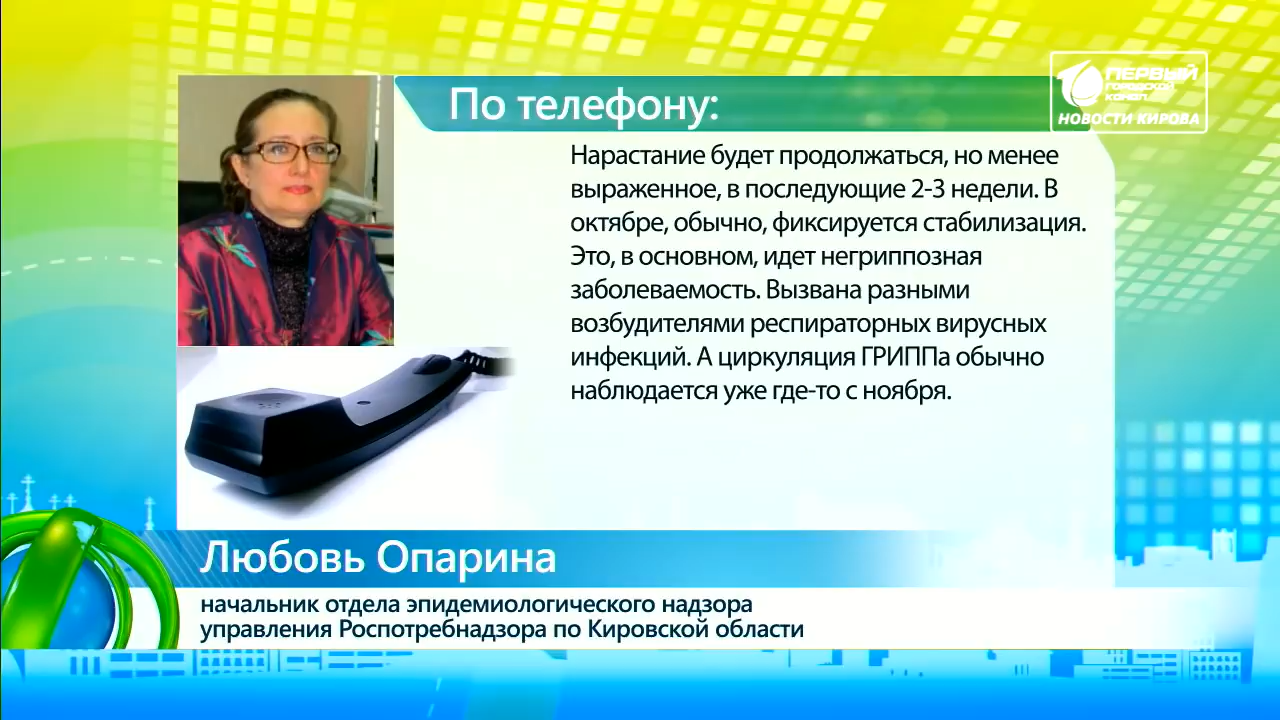 По телефону:
ПЕРВЫЙ
ГОРОДСКОЙ
КАНАЛ
НОВОСТИ КИРОВА
Нарастание будет продолжаться, но менее
выраженное, в последующие 2-3 недели. В
октябре, обычно, фиксируется стабилизация.
Это, в основном, идет негриппозная
заболеваемость. Вызвана разными
возбудителями респираторных вирусных
инфекций. А циркуляция ГРИППа обычно
наблюдается уже где-то с ноября.
Любовь Опарина
начальник отдела эпидемиологического надзора
управления Роспотребнадзора по Кировской области